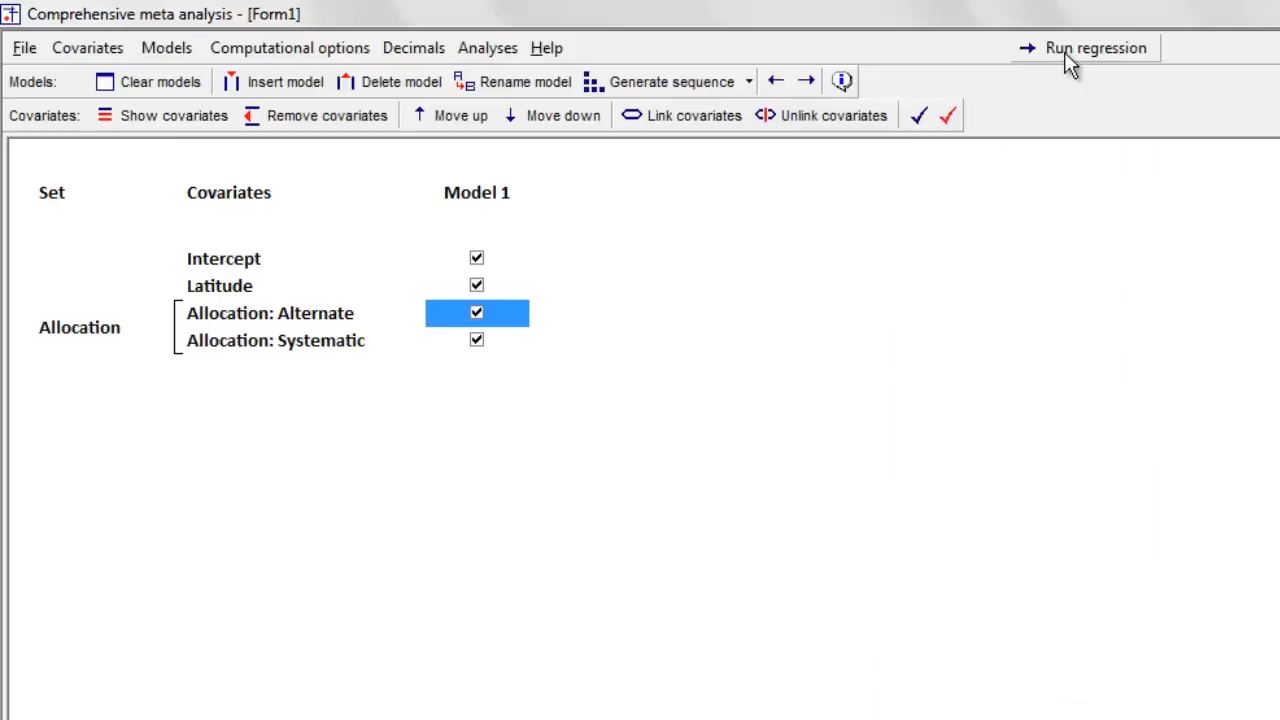 Comprehensive meta analysis - [Form1]
File Covariates Models Computational options Decimals Analyses Help Run regression
Models: Clear models Insert model Delete model Rename model Generate sequence
Covariates: Show covariates Remove covariates Move up Move down Link covariates Unlink covariates
Set Covariates Model 1
Intercept
Latitude
Allocation: Alternate
Allocation
Allocation: Systematic